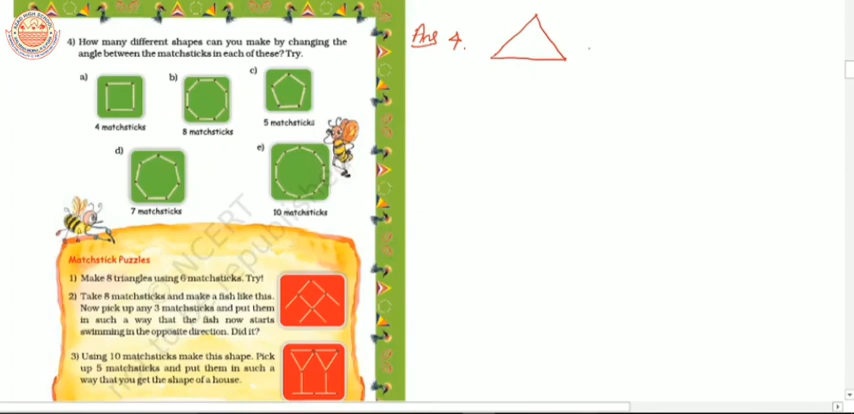 4) How many different shapes can you make by changing the
angle between the matchsticks in each of these? Try.
a)
b)
c)
4 matchsticks
8 matchsticks
5 matchsticks
d)
e)
7 matchsticks
10 matchsticks
Matchstick Puzzles
1) Make 8 triangles using 6 matchsticks. Try!
2) Take 8 matchsticks and make a fish like this.
Now pick up any 3 matchsticks and put them
in such a way that the fish now starts
swimming in the opposite direction. Did it?
3) Using 10 matchsticks make this shape. Pick
up 5 matchsticks and put them in such a
way that you get the shape of a house.
Ans 4.